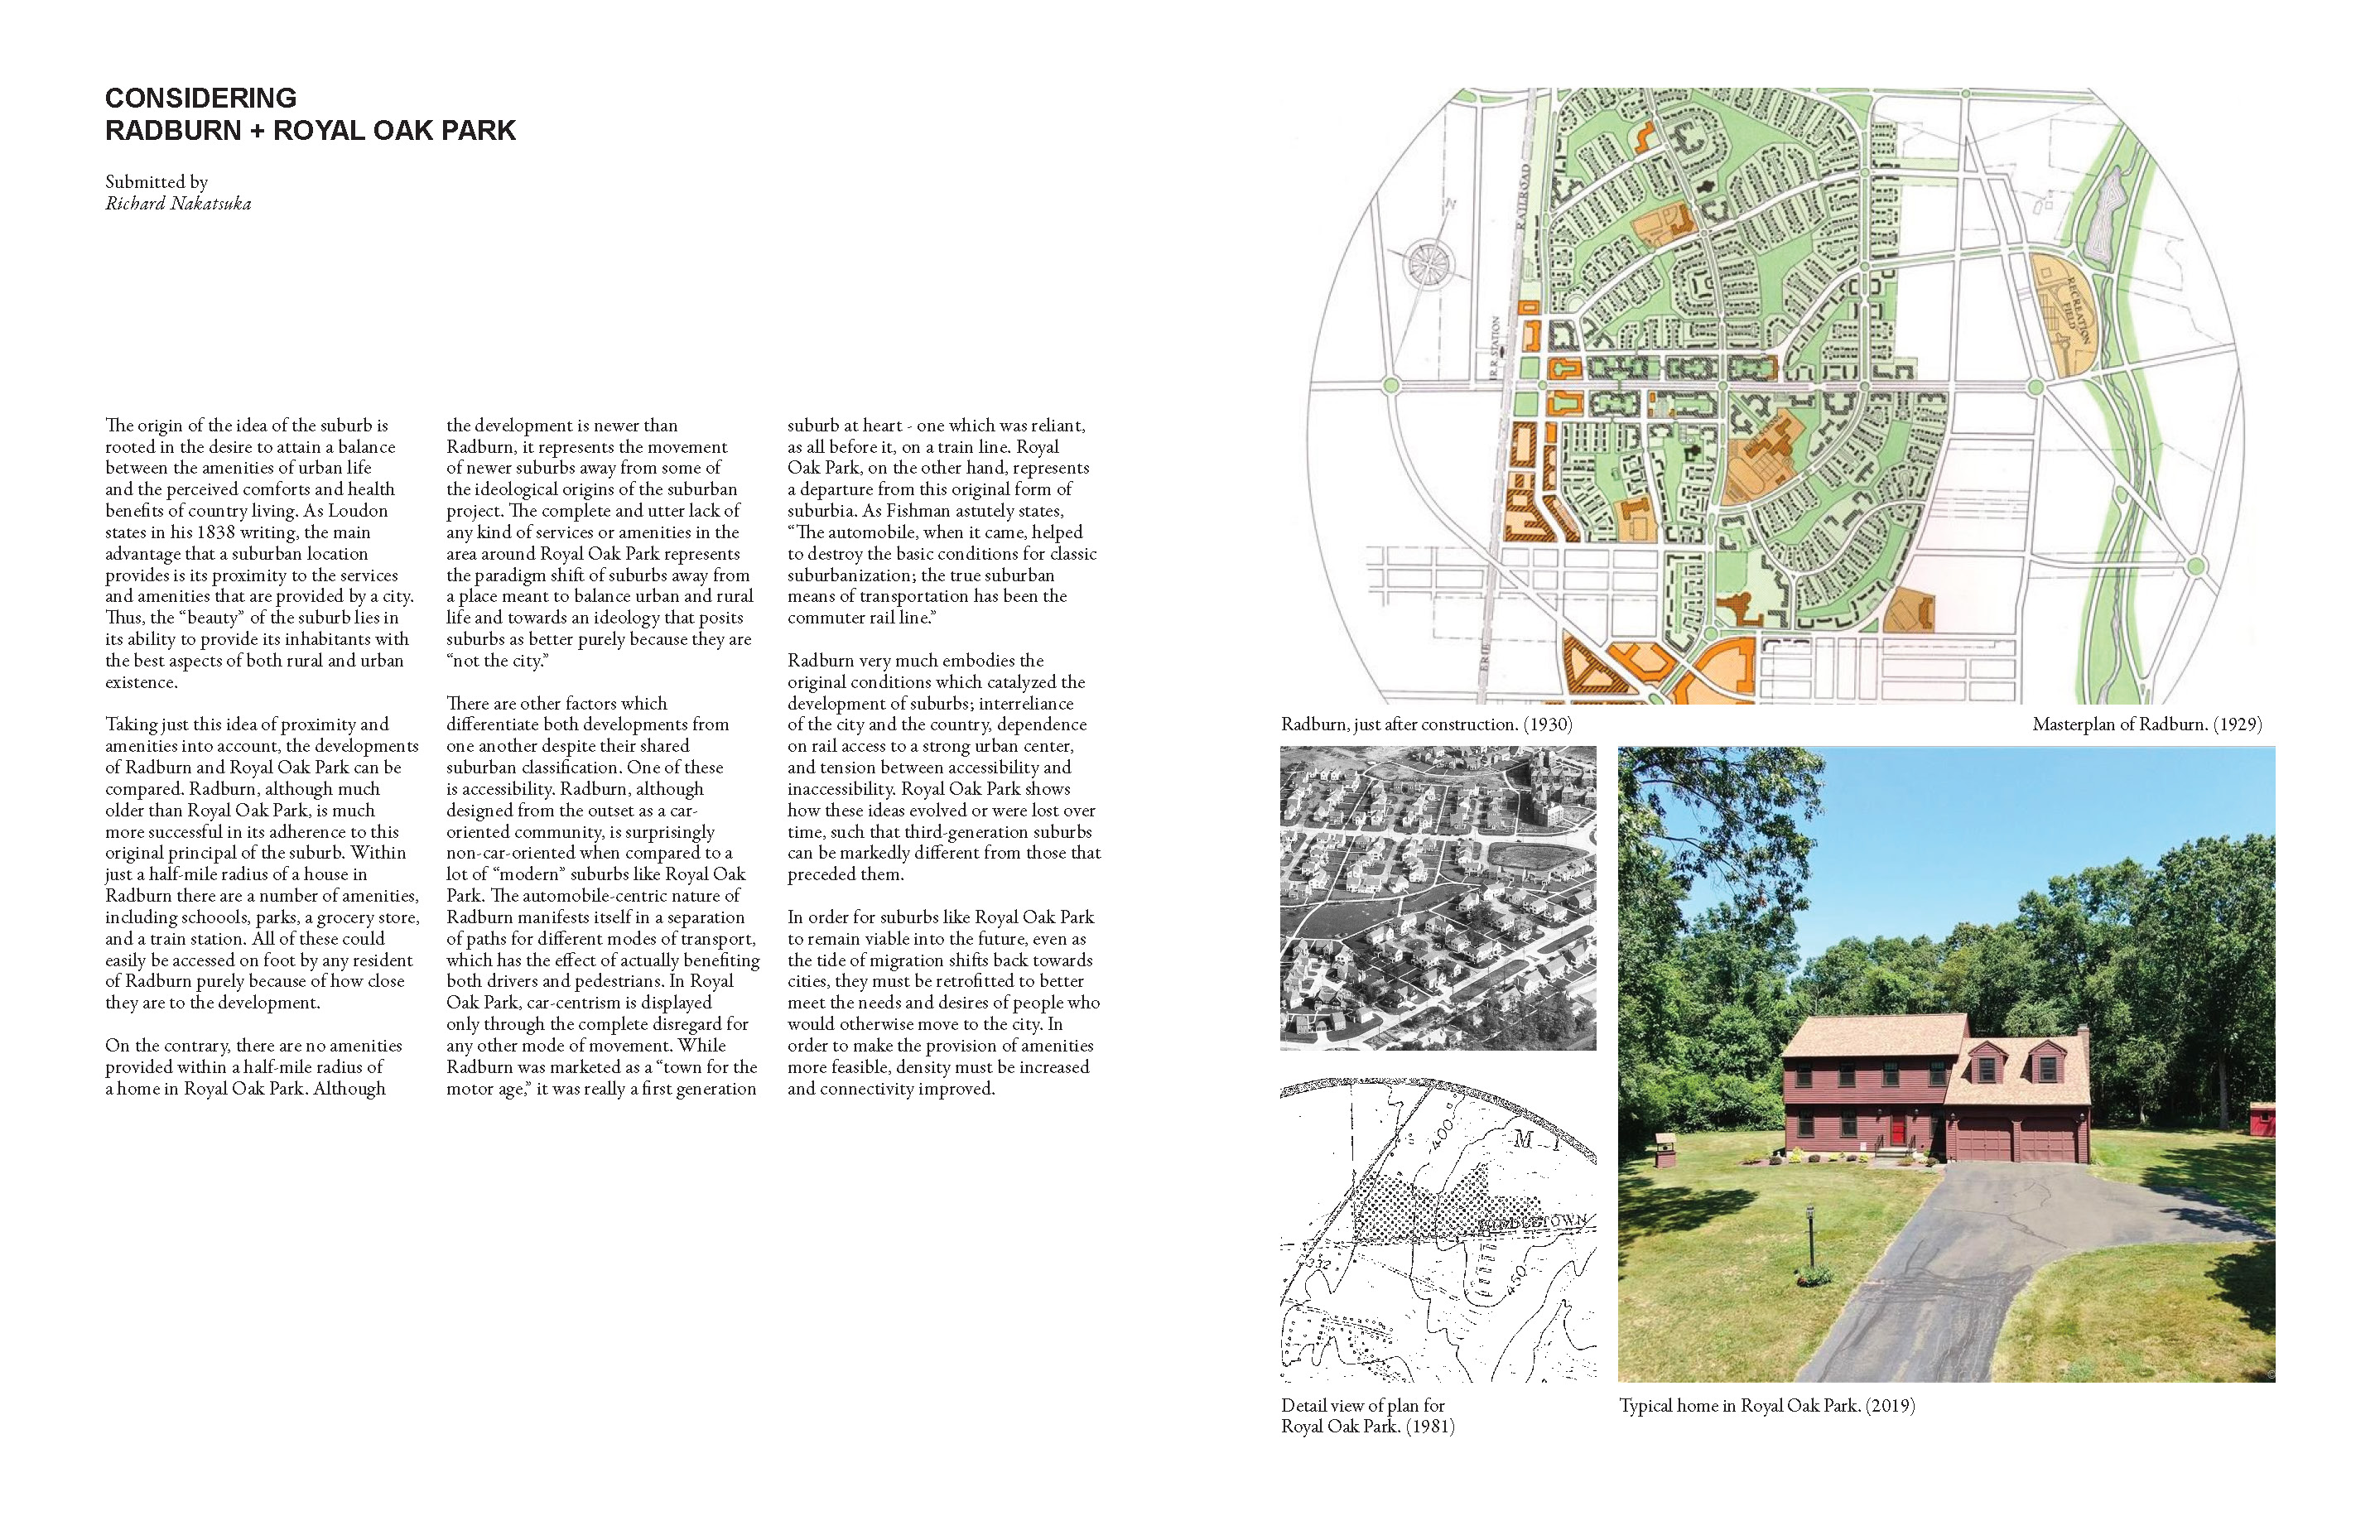 CONSIDERING
RADBURN + ROYAL OAK PARK
Submitted by
Richard Nakatsuka
The origin of the idea of the suburb is
rooted in the desire to attain a balance
between the amenities of urban life
and the perceived comforts and health
benefits of country living. As Loudon
states in his 1838 writing, the main
advantage that a suburban location
provides is its proximity to the services
and amenities that are provided by a city.
Thus, the “beauty” of the suburb lies in
its ability to provide its inhabitants with
the best aspects of both rural and urban
existence.
Taking just this idea of proximity and
amenities into account, the developments
of Radburn and Royal Oak Park can be
compared. Radburn, although much
older than Royal Oak Park, is much
more successful in its adherence to this
original principal of the suburb. Within
just a half-mile radius of a house in
Radburn there are a number of amenities,
including schoools, parks, a grocery store,
and a train station. All of these could
easily be accessed on foot by any resident
of Radburn purely because of how close
they are to the development.
On the contrary, there are no amenities
provided within a half-mile radius of
a home in Royal Oak Park. Although
the development is newer than
Radburn, it represents the movement
of newer suburbs away from some of
the ideological origins of the suburban
project. The complete and utter lack of
any kind of services or amenities in the
area around Royal Oak Park represents
the paradigm shift of suburbs away from
a place meant to balance urban and rural
life and towards an ideology that posits
suburbs as better purely because they are
“not the city.”
There are other factors which
differentiate both developments from
one another despite their shared
suburban classification. One of these
is accessibility. Radburn, although
designed from the outset as a car-
oriented community, is surprisingly
non-car-oriented when compared to a
lot of “modern” suburbs like Royal Oak
Park. The automobile-centric nature of
Radburn manifests itself in a separation
of paths for different modes of transport,
which has the effect of actually benefiting
both drivers and pedestrians. In Royal
Oak Park, car-centrism is displayed
only through the complete disregard for
any other mode of movement. While
Radburn was marketed as a “town for the
motor age,” it was really a first generation
suburb at heart - one which was reliant,
as all before it, on a train line. Royal
Oak Park, on the other hand, represents
a departure from this original form of
suburbia. As Fishman astutely states,
“The automobile, when it came, helped
to destroy the basic conditions for classic
suburbanization; the true suburban
means of transportation has been the
commuter rail line.”
Radburn very much embodies the
original conditions which catalyzed the
development of suburbs; interreliance
of the city and the country, dependence
on rail access to a strong urban center,
and tension between accessibility and
inaccessibility. Royal Oak Park shows
how these ideas evolved or were lost over
time, such that third-generation suburbs
can be markedly different from those that
preceded them.
In order for suburbs like Royal Oak Park
to remain viable into the future, even as
the tide of migration shifts back towards
cities, they must be retrofitted to better
meet the needs and desires of people who
would otherwise move to the city. In
order to make the provision of amenities
more feasible, density must be increased
and connectivity improved.
N
RAILROAD
R.R. STATION
ERIE
RECREATION
FIELD
Radburn, just after construction. (1930)
Masterplan of Radburn. (1929)
400
M-1
MIDDLETOWN
332
450
Detail view of plan for
Royal Oak Park. (1981)
Typical home in Royal Oak Park. (2019)